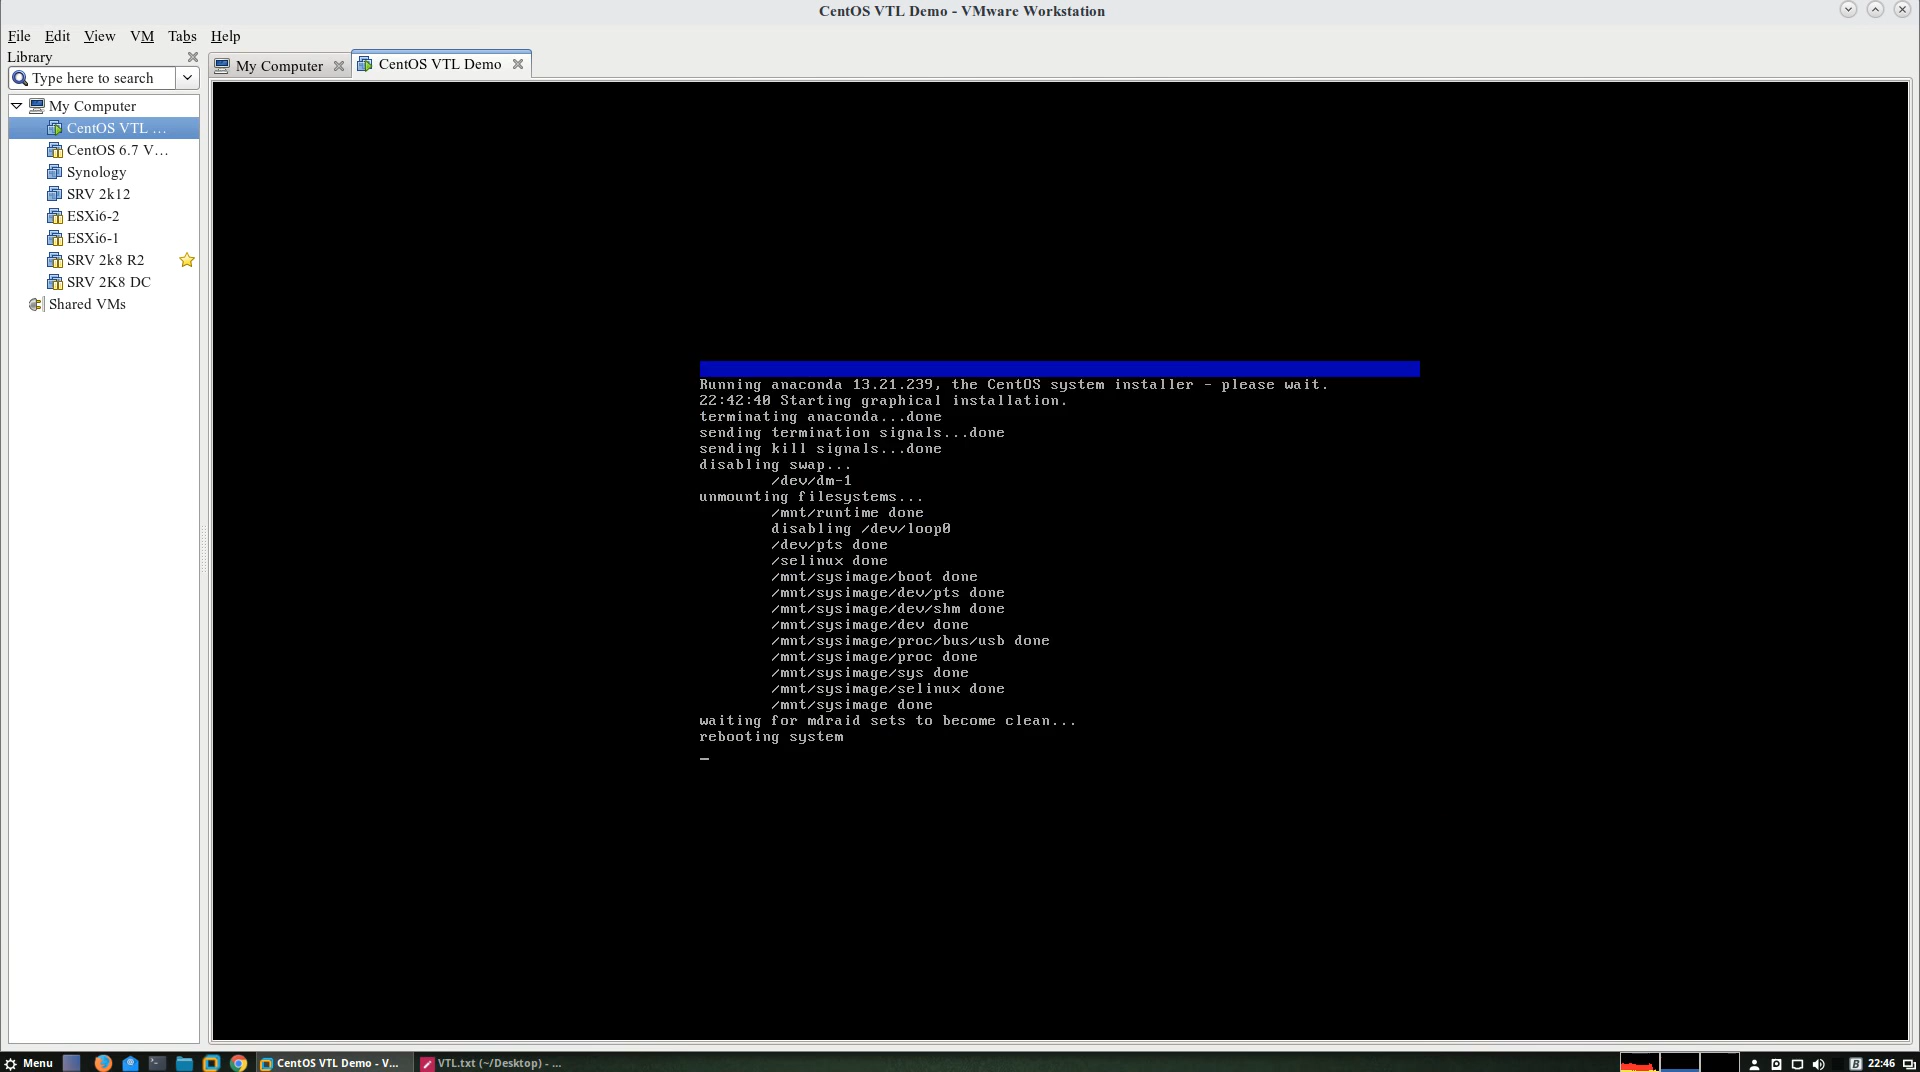 CentOS VTL Demo - VMware Workstation
File Edit View VM Tabs Help
Library
Type here to search
My Computer
CentOS VTL Demo
My Computer
CentOS VTL ...
CentOS 6.7 V...
Synology
SRV 2k12
ESXi6-2
ESXi6-1
SRV 2k8 R2
SRV 2K8 DC
Shared VMs
Running anaconda 13.21.239, the CentOS system installer - please wait.
22:42:40 Starting graphical installation.
terminating anaconda...done
sending termination signals...done
sending kill signals...done
disabling swap...
/dev/dm-1
unmounting filesystems...
/mnt/runtime done
disabling /dev/loop0
/dev/pts done
/selinux done
/mnt/sysimage/boot done
/mnt/sysimage/dev/pts done
/mnt/sysimage/dev/shm done
/mnt/sysimage/dev done
/mnt/sysimage/proc/bus/usb done
/mnt/sysimage/proc done
/mnt/sysimage/sys done
/mnt/sysimage/selinux done
/mnt/sysimage done
waiting for mdraid sets to become clean...
rebooting system
_
Menu CentOS VTL Demo - V... VTL.txt (~/Desktop) - ... 22:46